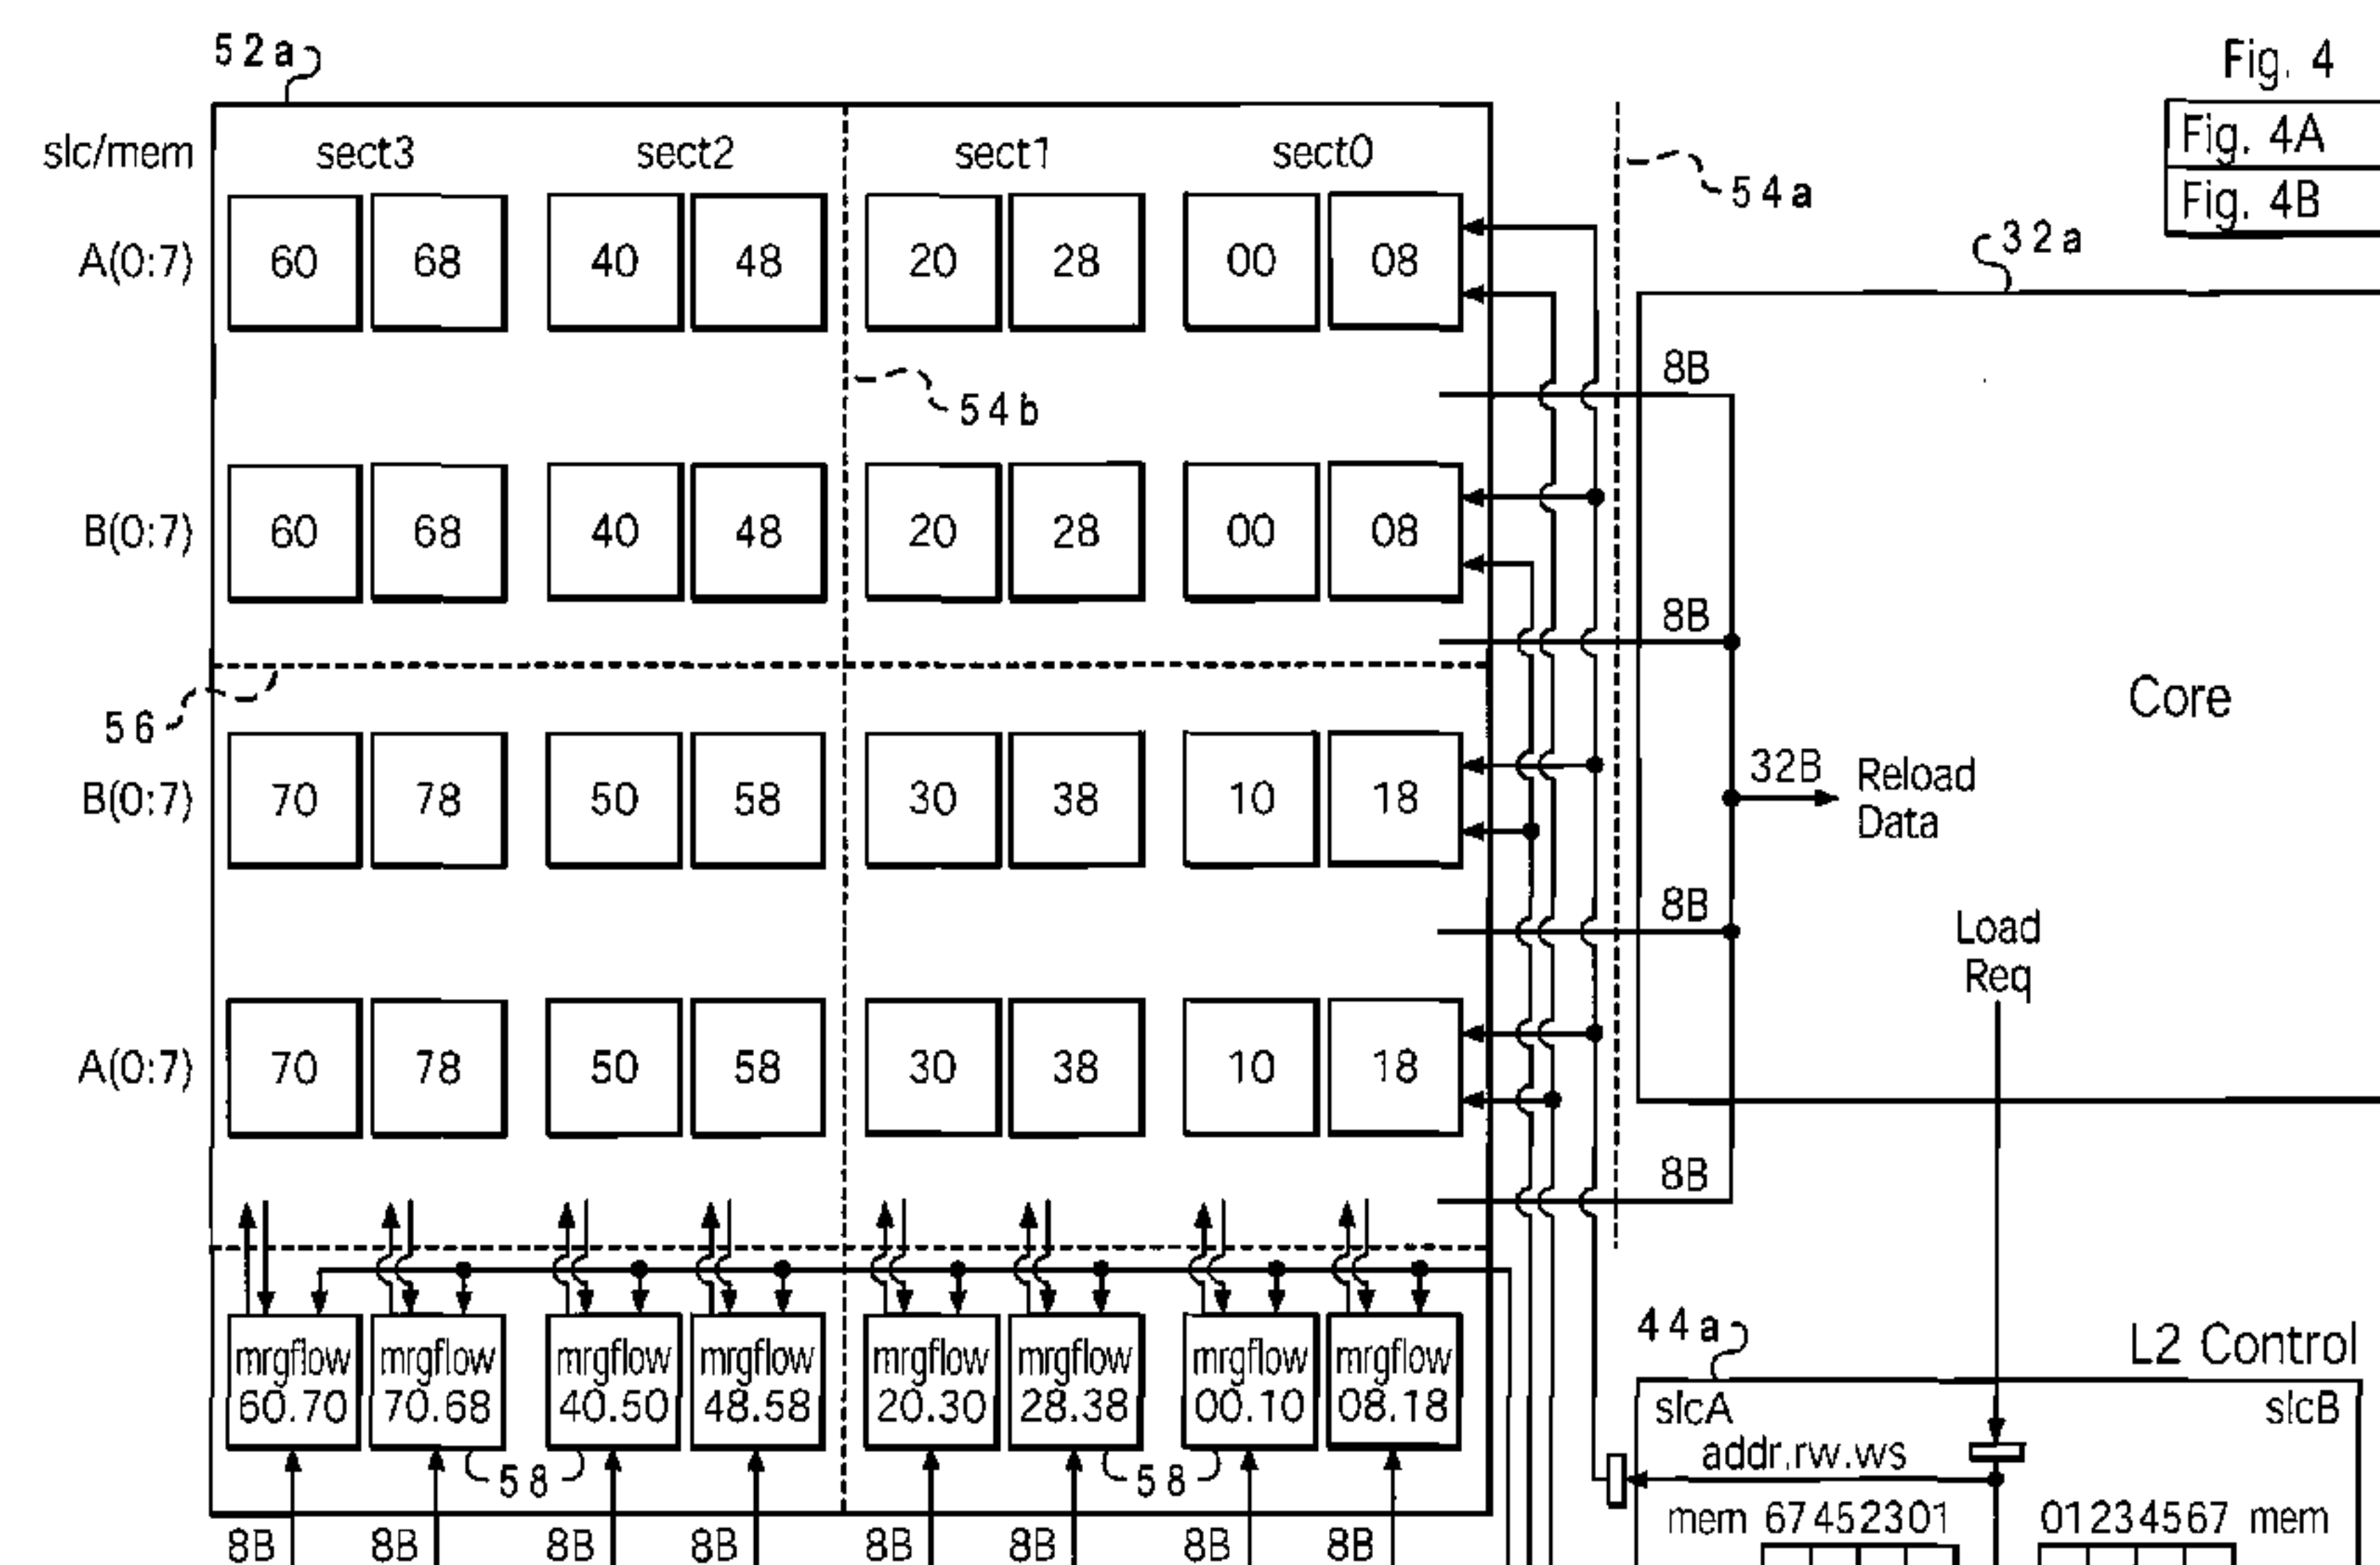 52a
Fig. 4
Fig. 4A
Fig. 4B
slc/mem sect3 sect2 sect1 sect0
54a
32a
A(0:7) 60 68 40 48 20 28 00 08
8B
54b
B(0:7) 60 68 40 48 20 28 00 08
8B
56
Core
B(0:7) 70 78 50 58 30 38 10 18
32B Reload
Data
8B
Load
Req
A(0:7) 70 78 50 58 30 38 10 18
8B
44a
L2 Control
mrgflow mrgflow mrgflow mrgflow mrgflow mrgflow mrgflow mrgflow
60.70 70.68 40.50 48.58 20.30 28.38 00.10 08.18
slcA slcB
addr.rw.ws
58 58
mem 67452301 01234567 mem
8B 8B 8B 8B 8B 8B 8B 8B